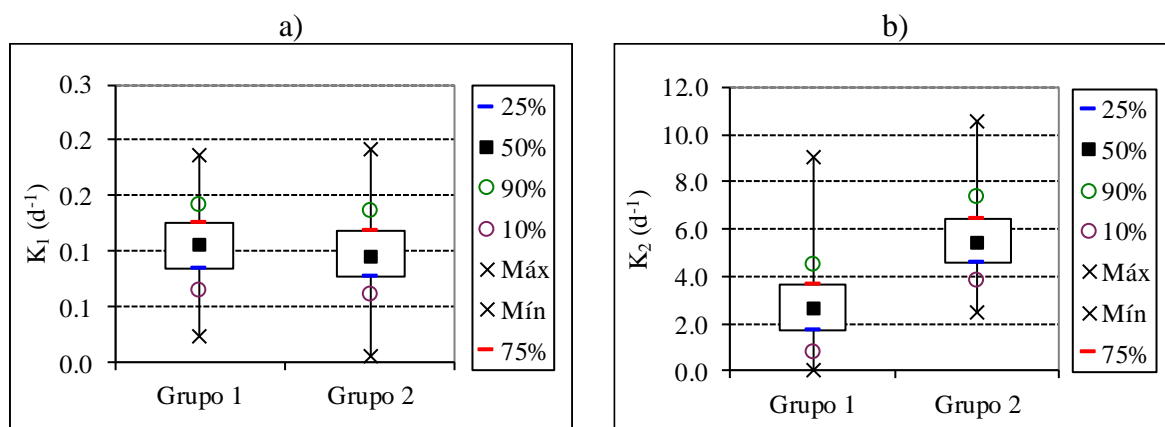 a)
0.3
0.2
0.2
0.1
0.1
0.0
K₁ (d⁻¹)
Grupo 1
Grupo 2
25%
50%
90%
10%
Máx
Mín
75%
b)
12.0
10.0
8.0
6.0
4.0
2.0
0.0
K₂ (d⁻¹)
Grupo 1
Grupo 2
25%
50%
90%
10%
Máx
Mín
75%